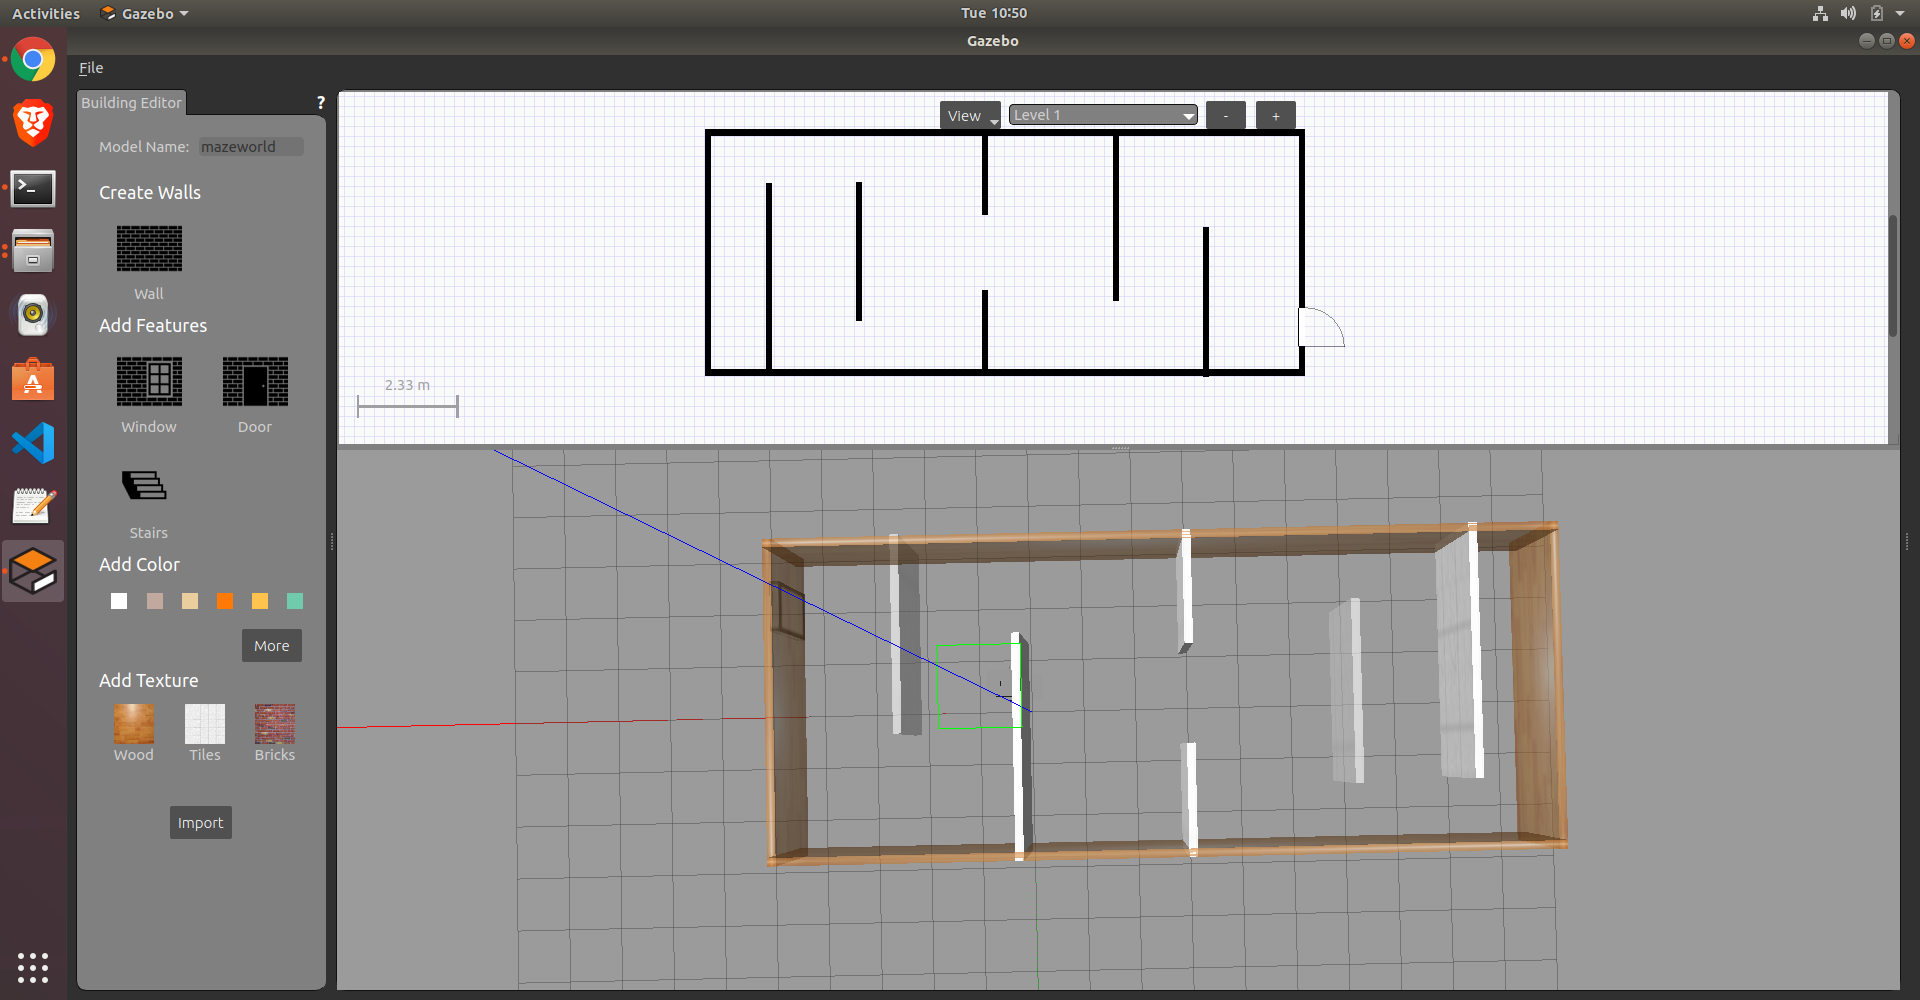 Activities
Gazebo
Tue 10:50
Gazebo
File
Building Editor
?
Model Name: mazeworld
Create Walls
Wall
Add Features
Window
Door
Stairs
Add Color
More
Add Texture
Wood
Tiles
Bricks
Import
View
Level 1
-
+
2.33 m